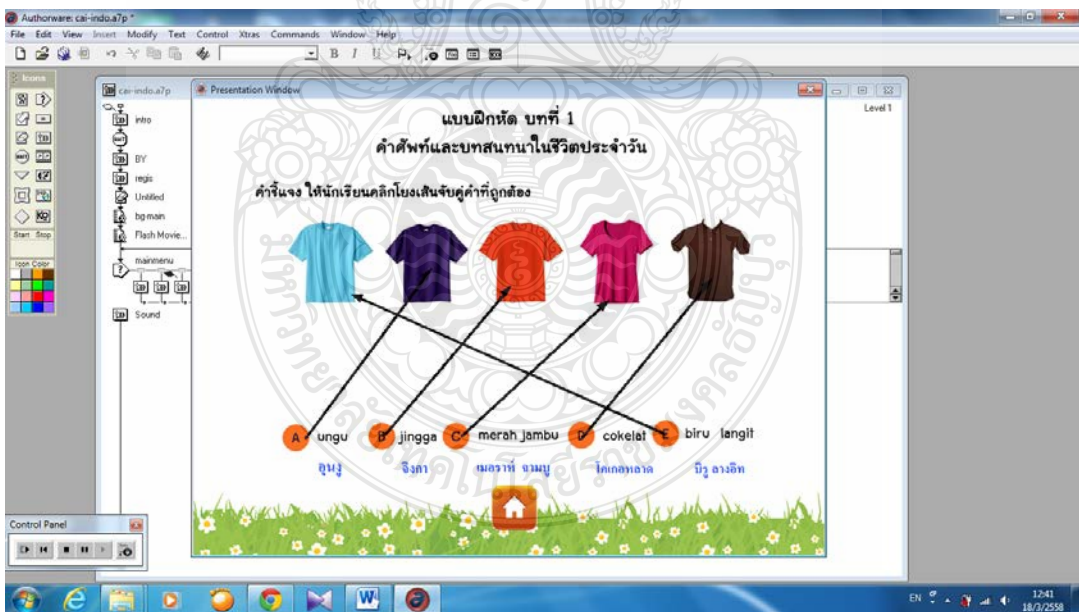 Authorware: cai-indo.a7p *
File Edit View Insert Modify Text Control Xtras Commands Window Help
B I U
Icons
cai-indo.a7p
Presentation Window
Level 1
intro
BY
regis
Untitled
bg-main
Flash Movie...
mainmenu
Sound
Start Stop
Icon Color
แบบฝึกหัด บทที่ 1
คำศัพท์และบทสนทนาในชีวิตประจำวัน
คำชี้แจง ให้นักเรียนคลิกโยงเส้นจับคู่คำที่ถูกต้อง
A ungu B jingga C merah jambu D cokelat E biru langit
อูนงู จิงกา เมอราห์ จามบู โคเกอทลาด บีรู ลางอิท
Control Panel
EN 12:41
18/3/2558